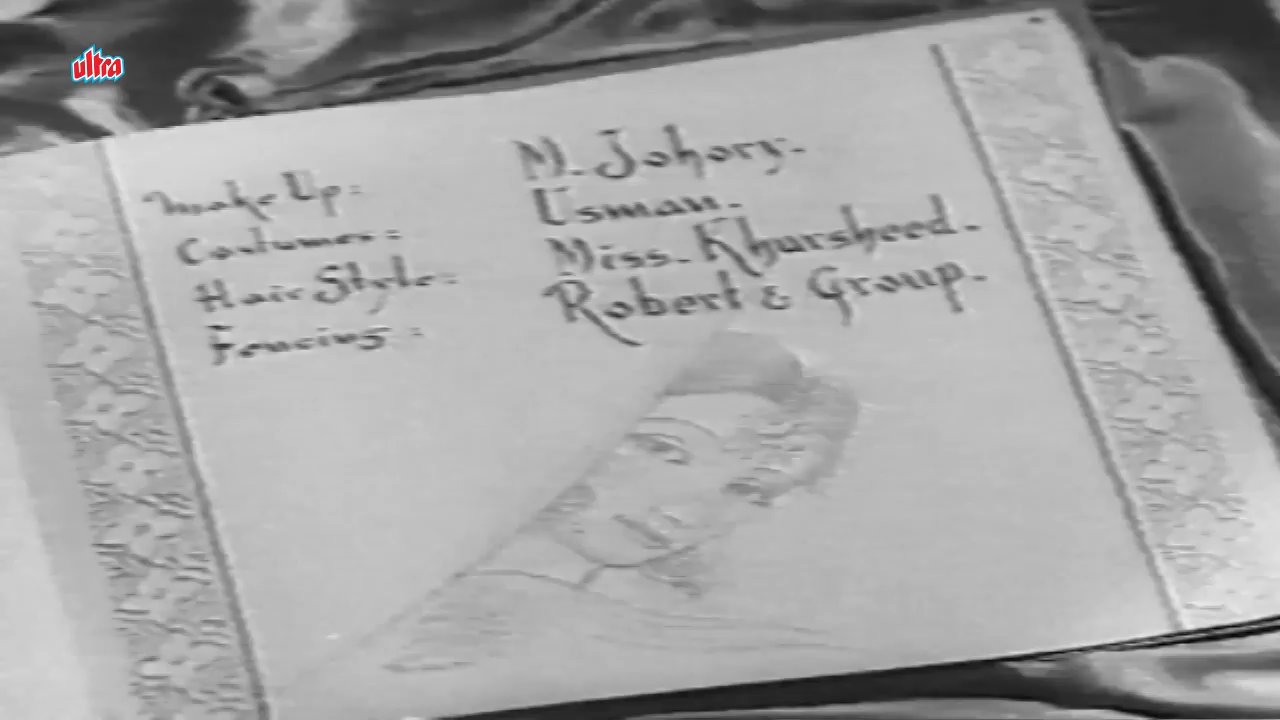 ultra
Make Up:                    M. Johory.
Costumes:                  Usman.
Hair Style:                  Miss. Khursheed.
Fencing:                     Robert & Group.